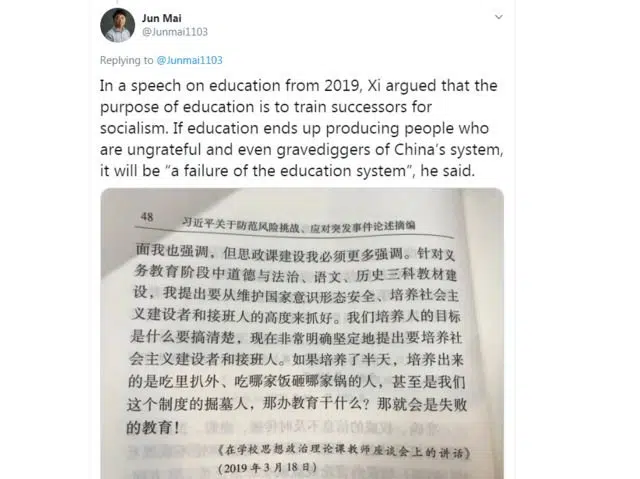 Jun Mai
@Junmai1103
Replying to @Junmai1103
In a speech on education from 2019, Xi argued that the
purpose of education is to train successors for
socialism. If education ends up producing people who
are ungrateful and even gravediggers of China's system,
it will be “a failure of the education system”, he said.
48 习近平关于防范风险挑战、应对突发事件论述摘编
面我也强调，但思政课建设我必须更多强调。针对义
务教育阶段中道德与法治、语文、历史三科教材建
设，我提出要从维护国家意识形态安全、培养社会主
义建设者和接班人的高度来抓好。我们培养人的目标
是什么要搞清楚，现在非常明确坚定地提出要培养社
会主义建设者和接班人。如果培养了半天，培养出来
的是吃里扒外、吃哪家饭砸哪家锅的人，甚至是我们
这个制度的掘墓人，那办教育干什么？那就会是失败
的教育！
《在学校思想政治理论课教师座谈会上的讲话》
（2019年3月18日）